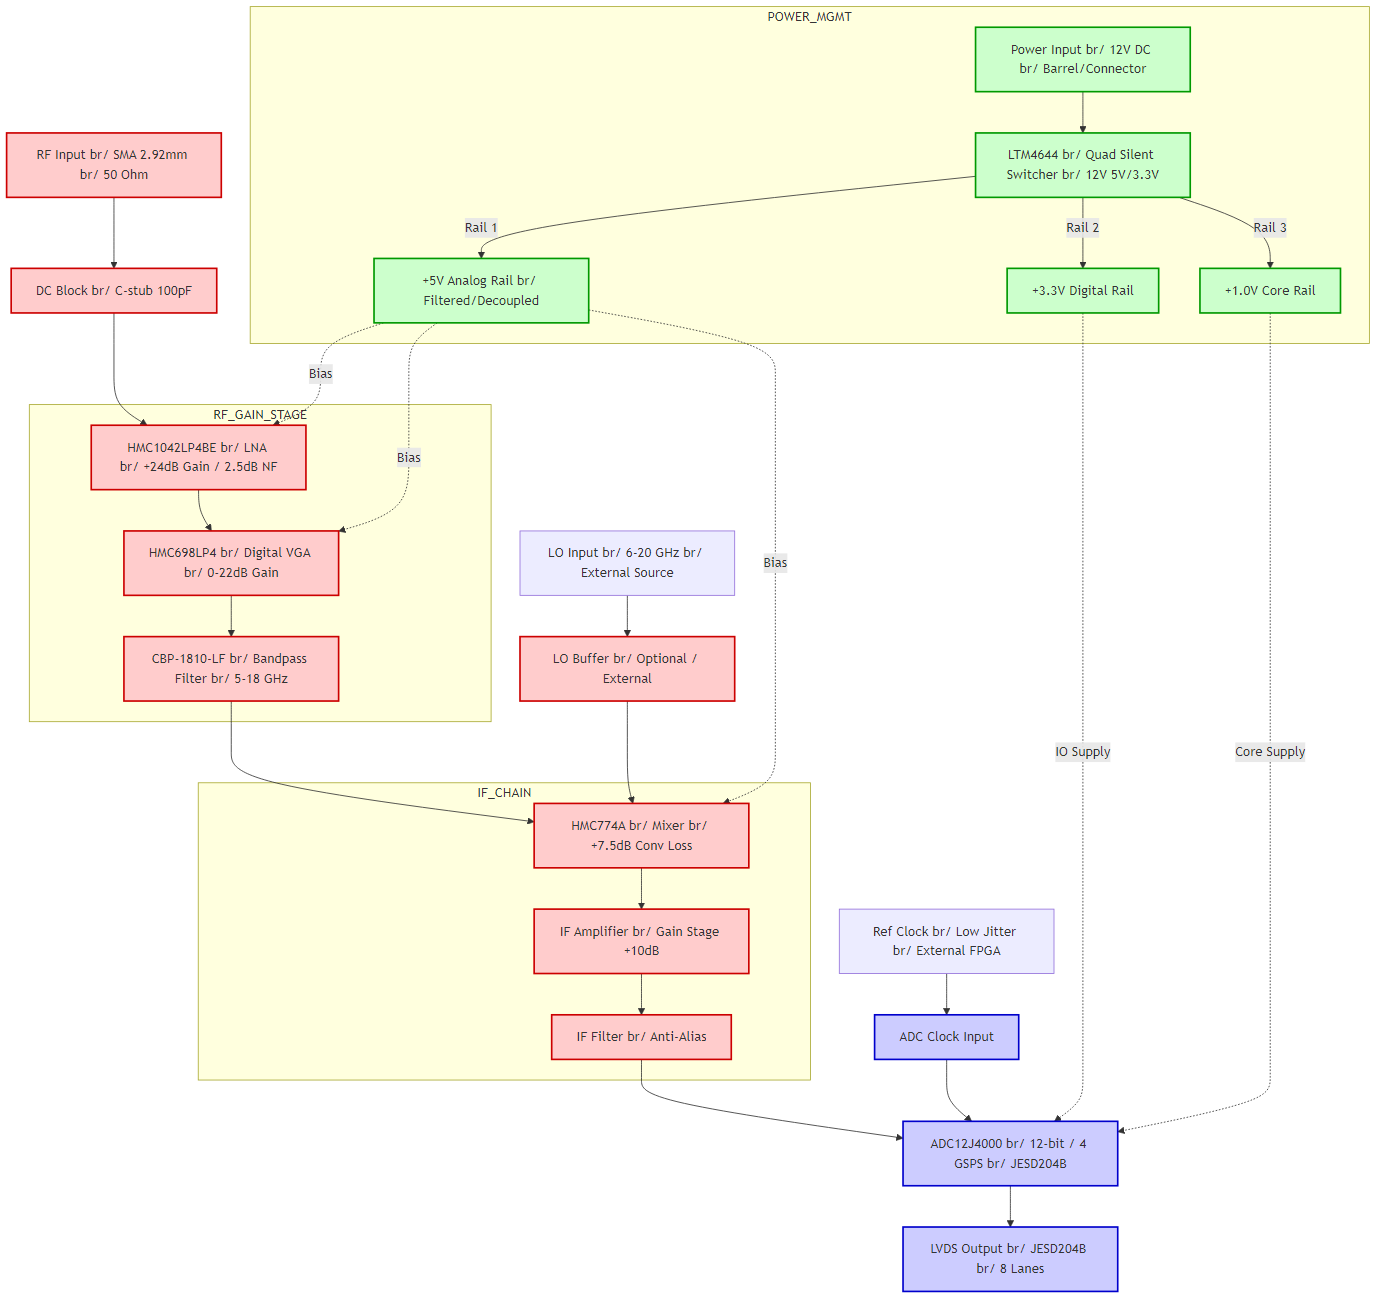 POWER_MGMT
Power Input br/ 12V DC
br/ Barrel/Connector
RF Input br/ SMA 2.92mm
br/ 50 Ohm
LTM4644 br/ Quad Silent
Switcher br/ 12V 5V/3.3V
Rail 1
Rail 2
Rail 3
DC Block br/ C-stub 100pF
+5V Analog Rail br/
Filtered/Decoupled
+3.3V Digital Rail
+1.0V Core Rail
Bias
RF_GAIN_STAGE
HMC1042LP4BE br/ LNA
br/ +24dB Gain / 2.5dB NF
Bias
HMC698LP4 br/ Digital VGA
br/ 0-22dB Gain
LO Input br/ 6-20 GHz br/
External Source
Bias
CBP-1810-LF br/ Bandpass
Filter br/ 5-18 GHz
LO Buffer br/ Optional /
External
IO Supply
Core Supply
IF_CHAIN
HMC774A br/ Mixer br/
+7.5dB Conv Loss
IF Amplifier br/ Gain Stage
+10dB
Ref Clock br/ Low Jitter
br/ External FPGA
IF Filter br/ Anti-Alias
ADC Clock Input
ADC12J4000 br/ 12-bit / 4
GSPS br/ JESD204B
LVDS Output br/ JESD204B
br/ 8 Lanes